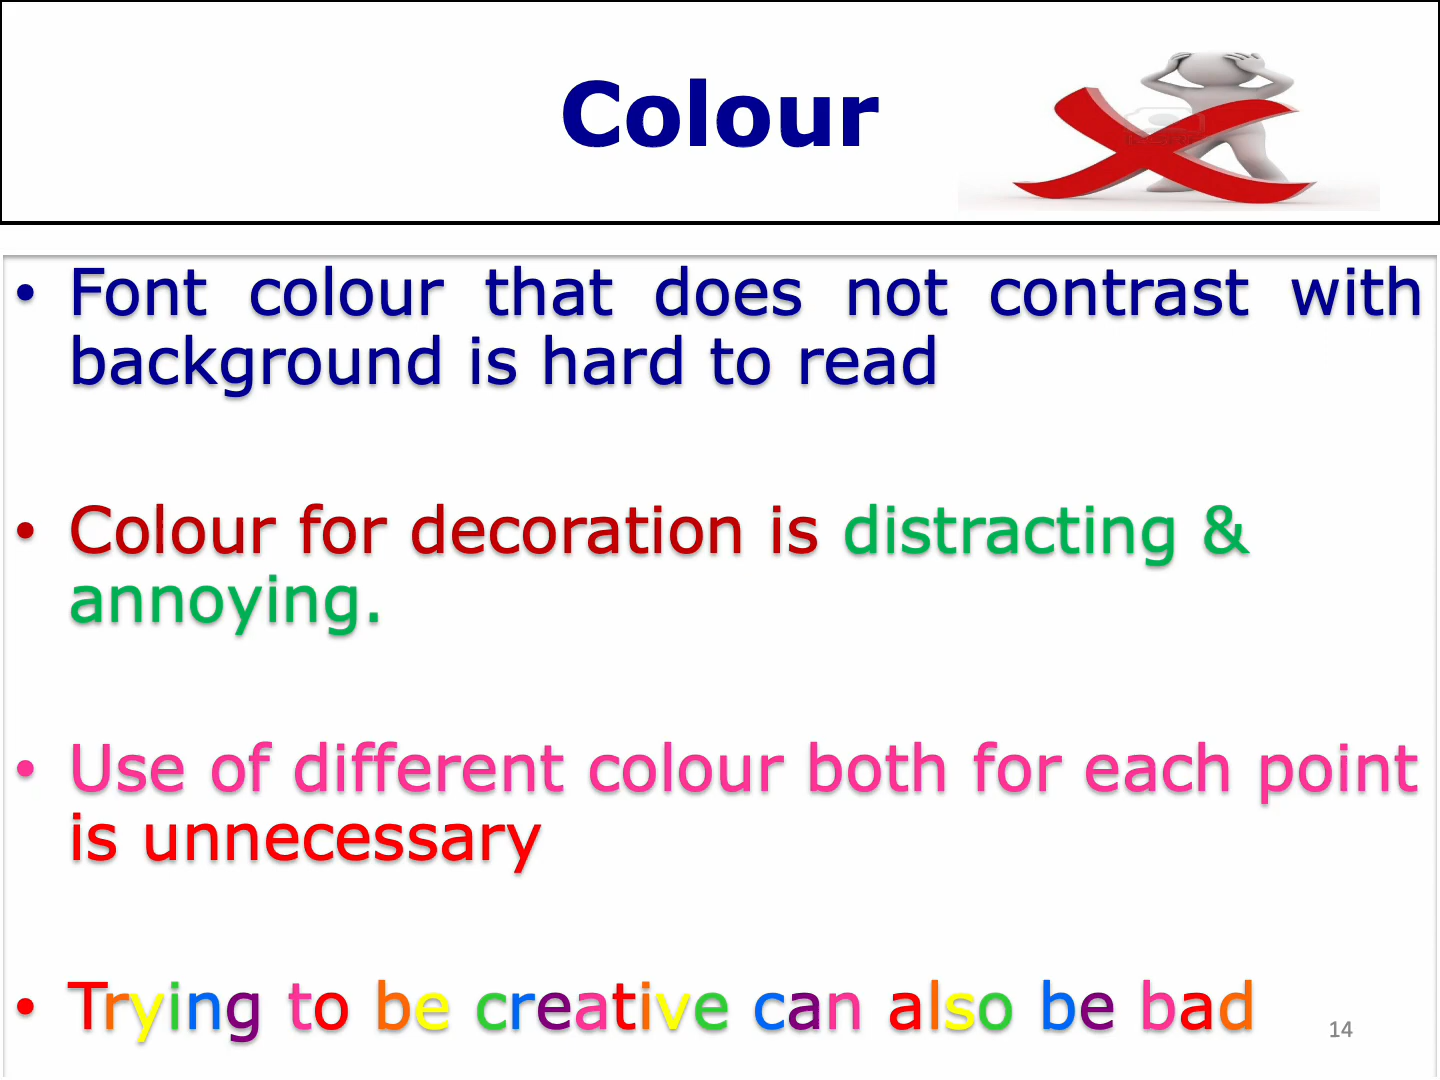 Colour
• Font colour that does not contrast with
background is hard to read
• Colour for decoration is distracting &
annoying.
• Use of different colour both for each point
is unnecessary
• Trying to be creative can also be bad
14